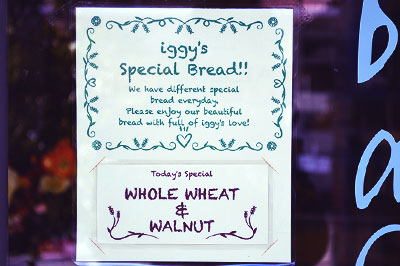 iggy's
Special Bread!!
We have different special
bread everyday.
Please enjoy our beautiful
bread with full of iggy's love!
Today's Special
WHOLE WHEAT
&
WALNUT